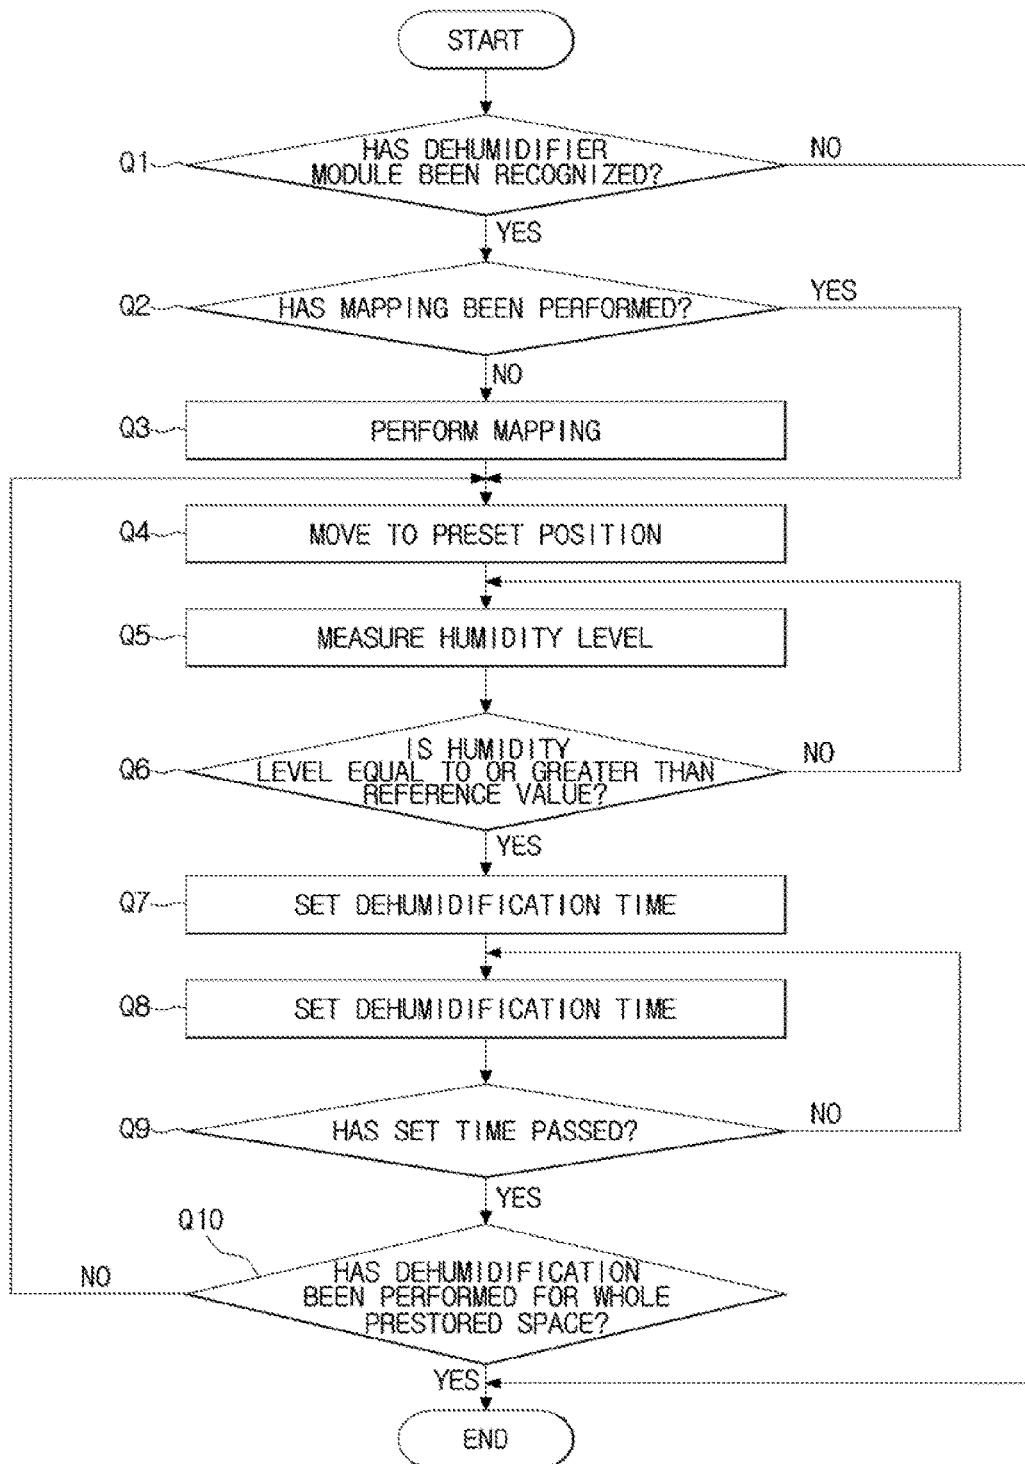 START
Q1
HAS DEHUMIDIFIER
MODULE BEEN RECOGNIZED?
NO
YES
Q2
HAS MAPPING BEEN PERFORMED?
YES
NO
Q3
PERFORM MAPPING
Q4
MOVE TO PRESET POSITION
Q5
MEASURE HUMIDITY LEVEL
Q6
IS HUMIDITY
LEVEL EQUAL TO OR GREATER THAN
REFERENCE VALUE?
NO
YES
Q7
SET DEHUMIDIFICATION TIME
Q8
SET DEHUMIDIFICATION TIME
Q9
HAS SET TIME PASSED?
NO
YES
Q10
HAS DEHUMIDIFICATION
BEEN PERFORMED FOR WHOLE
PRESTORED SPACE?
NO
YES
END